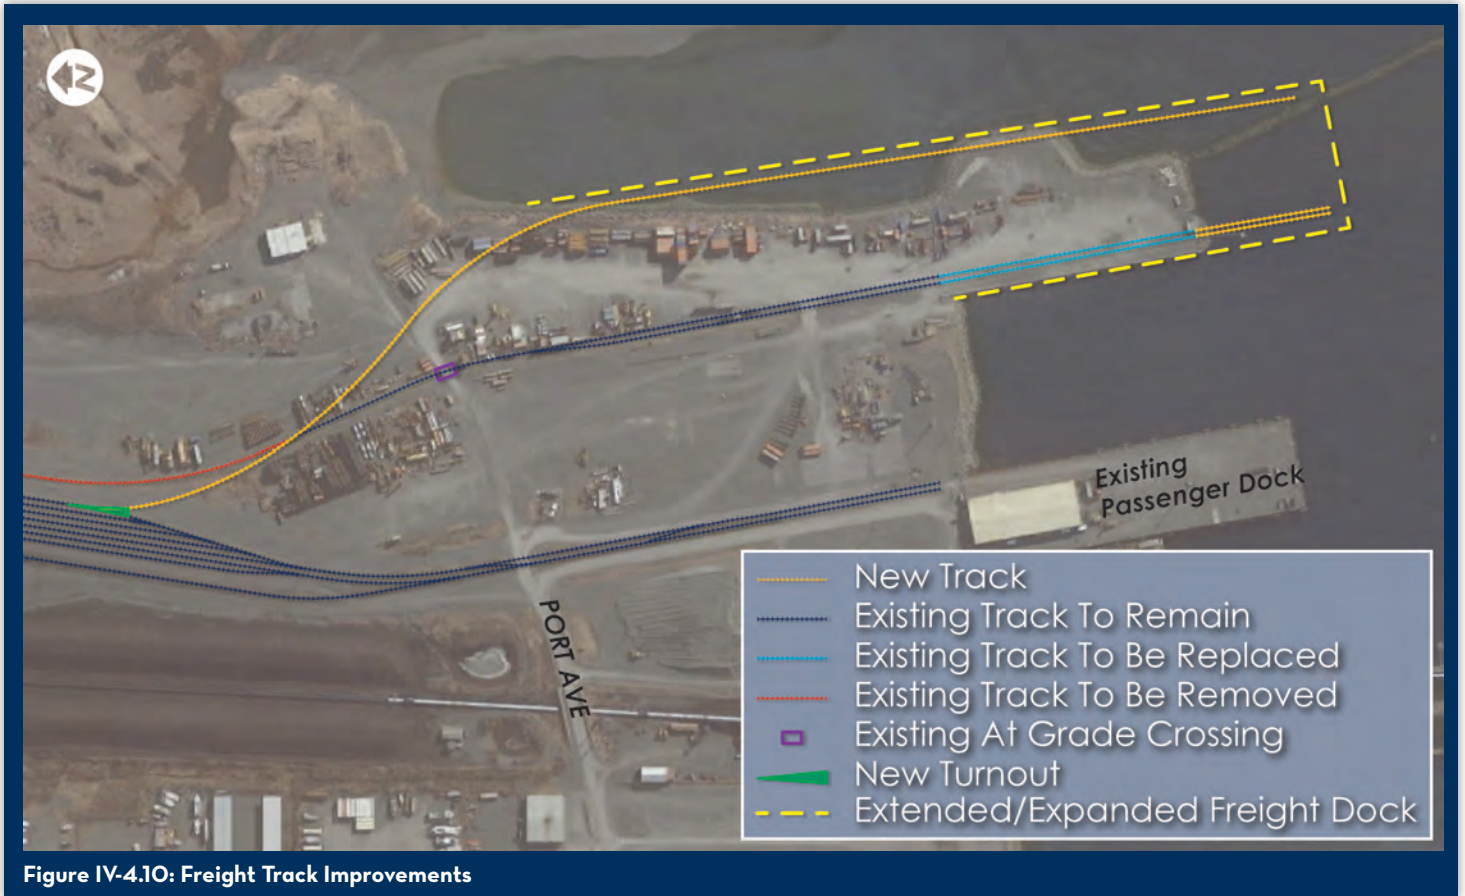 N
Existing
Passenger Dock
PORT AVE
New Track
Existing Track To Remain
Existing Track To Be Replaced
Existing Track To Be Removed
Existing At Grade Crossing
New Turnout
Extended/Expanded Freight Dock
Figure IV-4.10: Freight Track Improvements